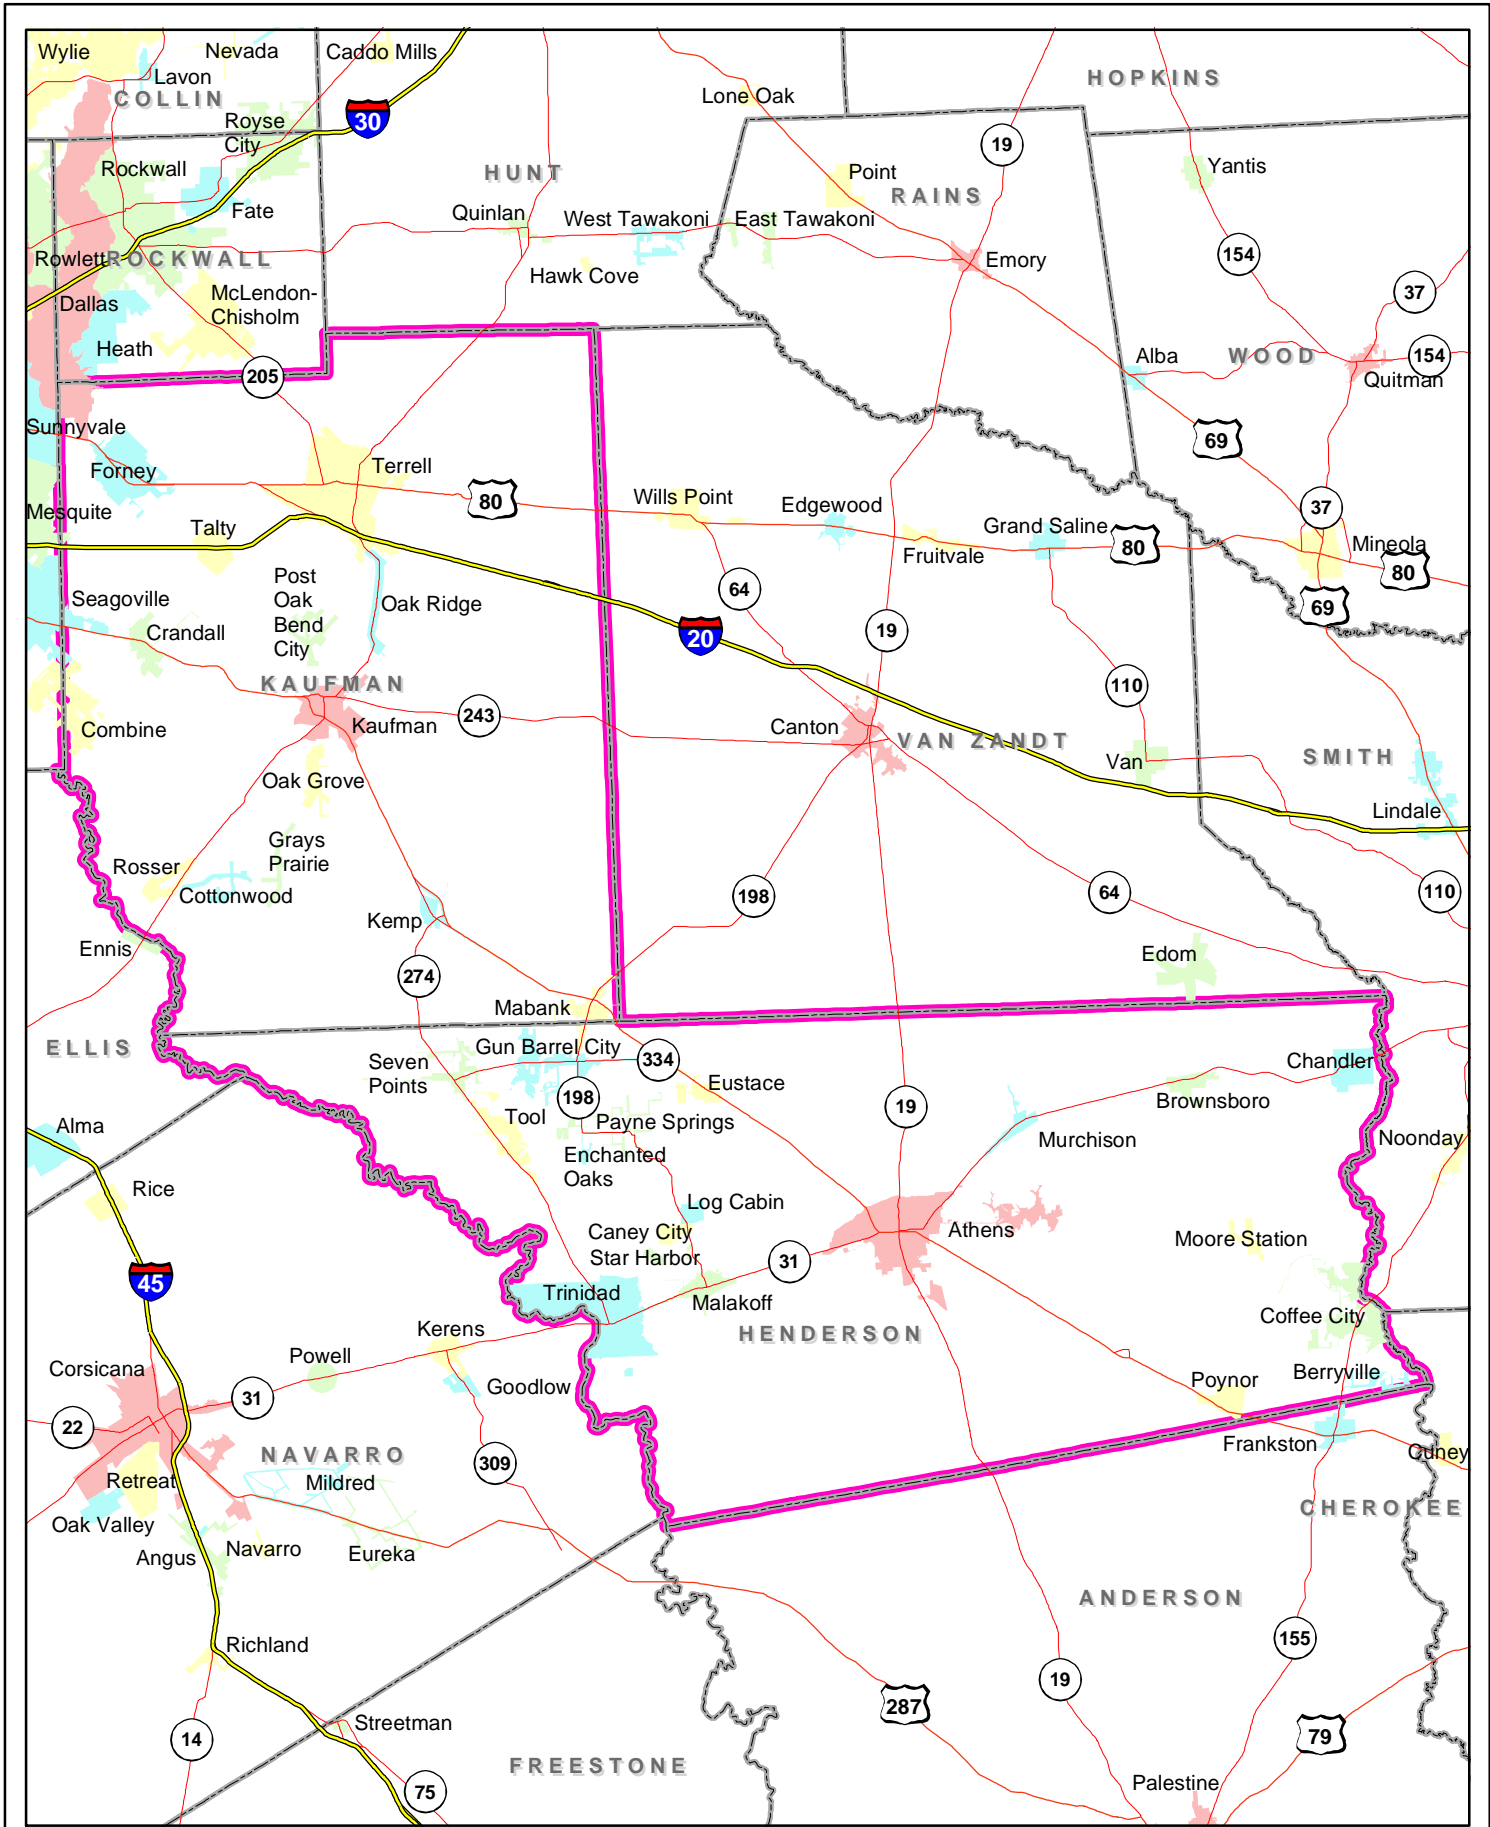 Wylie
Nevada
Caddo Mills
Lavon
COLLIN
HOPKINS
Lone Oak
30
Royse
City
19
Rockwall
HUNT
Point
Yantis
RAINS
Fate
Quinlan
West Tawakoni
East Tawakoni
154
Rowlett
ROCKWALL
Emory
Hawk Cove
37
Dallas
McLendon-
Chisholm
Heath
Alba
WOOD
154
205
Quitman
Sunnyvale
69
Forney
Terrell
80
Wills Point
Edgewood
37
Mesquite
Talty
Grand Saline
80
Fruitvale
Mineola
80
Post
Oak
Bend
City
64
Seagoville
Oak Ridge
69
Crandall
20
19
KAUFMAN
110
Combine
Kaufman
243
Canton
VAN ZANDT
Van
SMITH
Oak Grove
Lindale
Grays
Prairie
Rosser
Cottonwood
198
64
110
Kemp
Ennis
Edom
274
Mabank
ELLIS
Gun Barrel City
334
Seven
Points
Chandler
Eustace
198
Brownsboro
19
Tool
Payne Springs
Alma
Murchison
Noonday
Enchanted
Oaks
Rice
Log Cabin
Caney City
Athens
Moore Station
Star Harbor
31
45
Trinidad
Malakoff
Coffee City
Kerens
HENDERSON
Powell
Corsicana
Berryville
Goodlow
Poynor
31
22
Frankston
NAVARRO
Cuney
309
Retreat
Mildred
CHEROKEE
Oak Valley
Navarro
Eureka
Angus
ANDERSON
Richland
155
19
287
Streetman
79
14
FREESTONE
75
Palestine